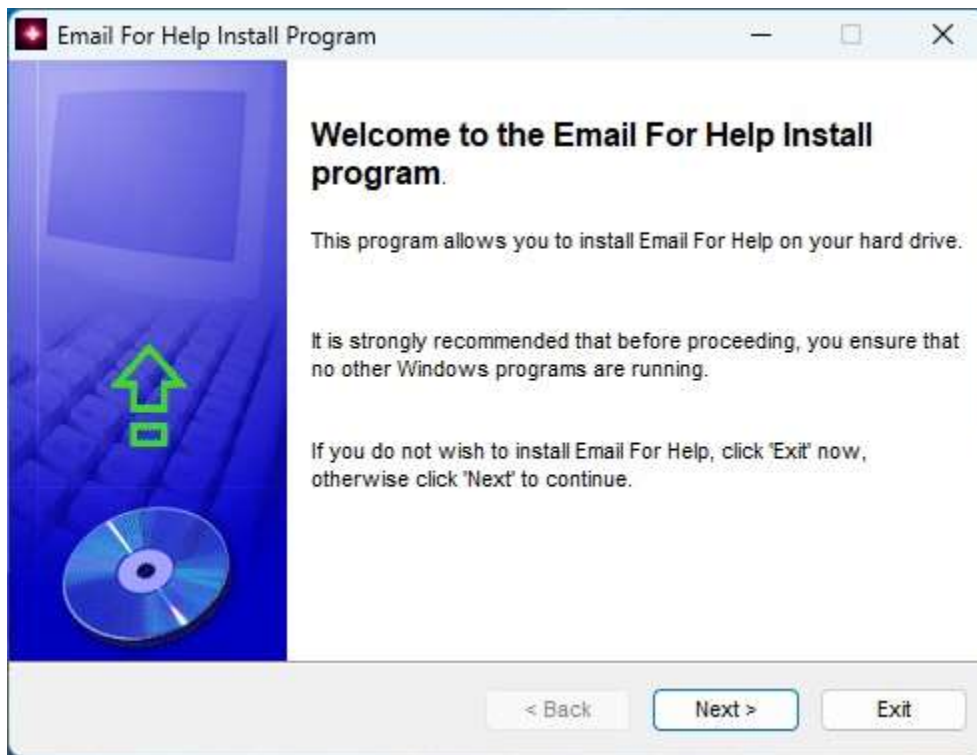 Email For Help Install Program
Welcome to the Email For Help Install
program.
This program allows you to install Email For Help on your hard drive.
It is strongly recommended that before proceeding, you ensure that
no other Windows programs are running.
If you do not wish to install Email For Help, click 'Exit' now,
otherwise click 'Next' to continue.
< Back
Next >
Exit